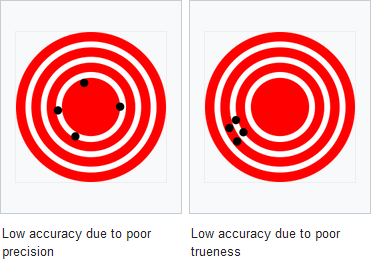 Low accuracy due to poor
precision
Low accuracy due to poor
trueness